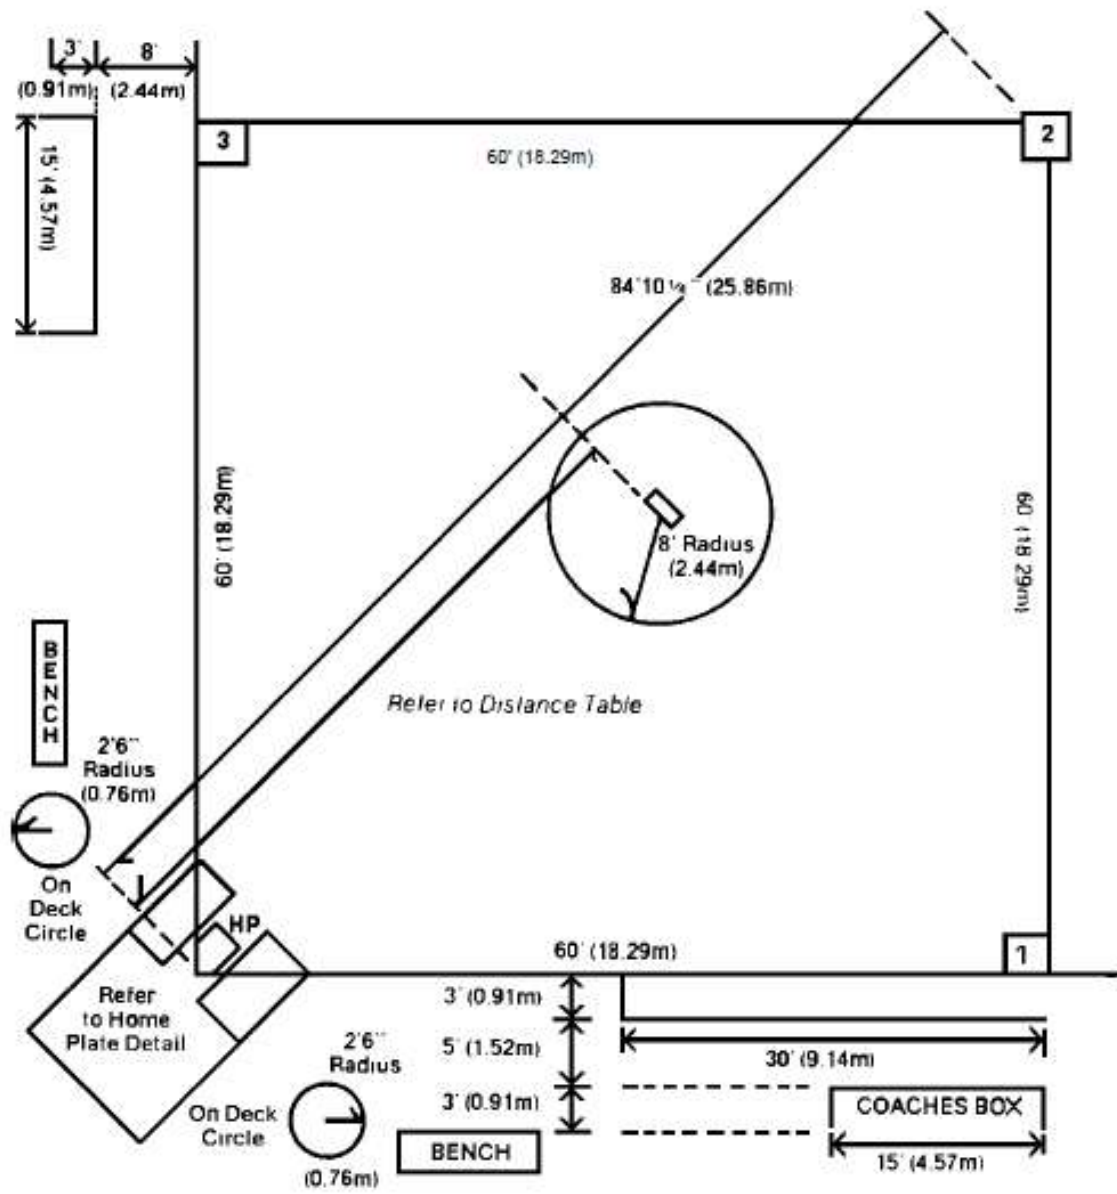 3'
8'
(0.91m)
(2.44m)
3
2
60' (18.29m)
15' (4.57m)
84'10¼" (25.86m)
60' (18.29m)
8' Radius
(2.44m)
60' (18.29m)
BENCH
Refer to Distance Table
2'6"
Radius
(0.76m)
On
Deck
Circle
HP
60' (18.29m)
1
Refer
to Home
Plate Detail
3' (0.91m)
5' (1.52m)
30' (9.14m)
2'6"
Radius
3' (0.91m)
COACHES BOX
On Deck
Circle
BENCH
15' (4.57m)
(0.76m)